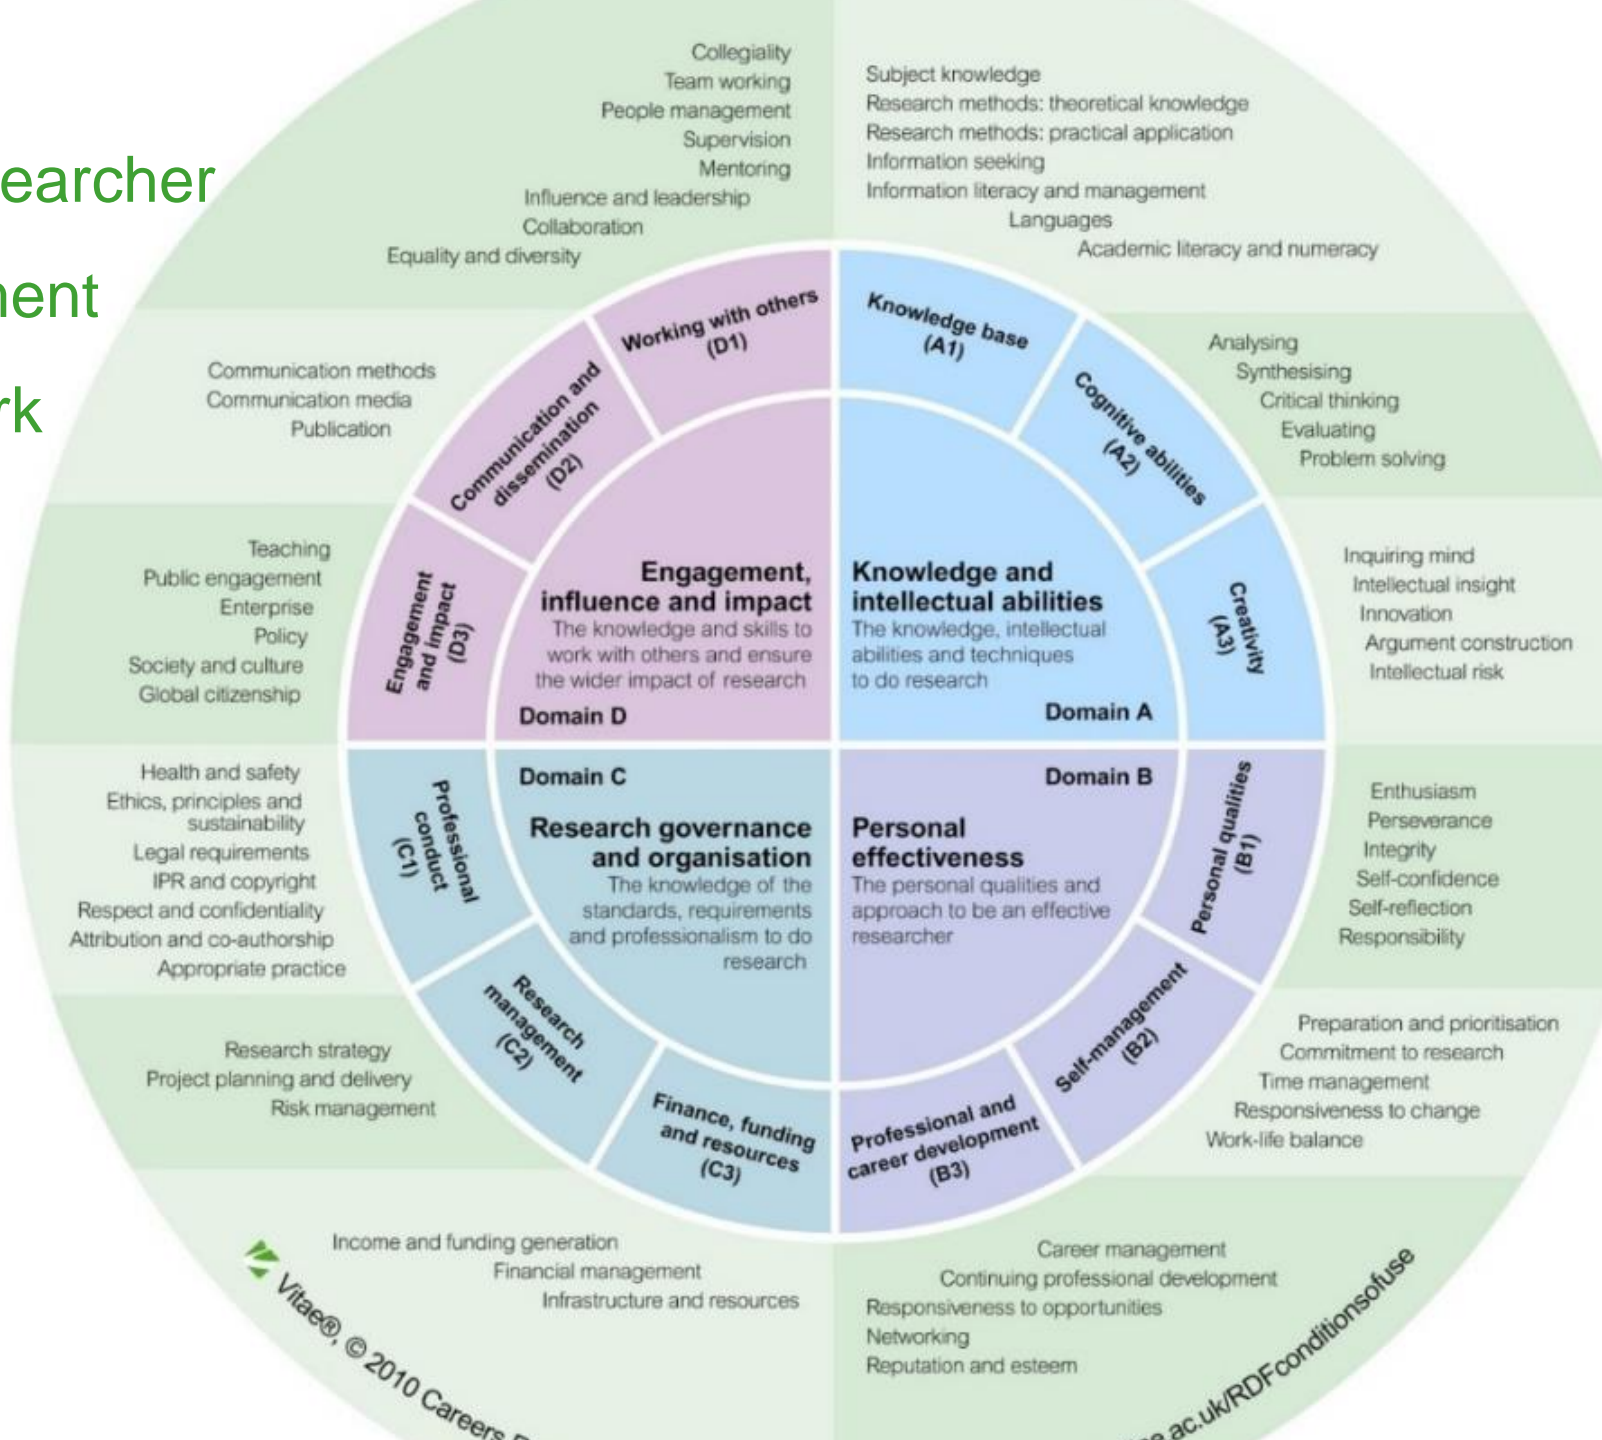 earcher
ent
rk
Collegiality
Team working
People management
Supervision
Mentoring
Influence and leadership
Collaboration
Equality and diversity
Subject knowledge
Research methods: theoretical knowledge
Research methods: practical application
Information seeking
Information literacy and management
Languages
Academic literacy and numeracy
Working with others
(D1)
Knowledge base
(A1)
Communication methods
Communication media
Publication
Communication and
dissemination
(D2)
Cognitive abilities
(A2)
Analysing
Synthesising
Critical thinking
Evaluating
Problem solving
Teaching
Public engagement
Enterprise
Policy
Society and culture
Global citizenship
Engagement
and impact
(D3)
Engagement,
influence and impact
The knowledge and skills to
work with others and ensure
the wider impact of research
Domain D
Knowledge and
intellectual abilities
The knowledge, intellectual
abilities and techniques
to do research
Domain A
Creativity
(A3)
Inquiring mind
Intellectual insight
Innovation
Argument construction
Intellectual risk
Health and safety
Ethics, principles and
sustainability
Legal requirements
IPR and copyright
Respect and confidentiality
Attribution and co-authorship
Appropriate practice
Professional
conduct
(C1)
Domain C
Research governance
and organisation
The knowledge of the
standards, requirements
and professionalism to do
research
Domain B
Personal
effectiveness
The personal qualities and
approach to be an effective
researcher
Personal qualities
(B1)
Enthusiasm
Perseverance
Integrity
Self-confidence
Self-reflection
Responsibility
Research
management
(C2)
Self-management
(B2)
Research strategy
Project planning and delivery
Risk management
Preparation and prioritisation
Commitment to research
Time management
Responsiveness to change
Work-life balance
Finance, funding
and resources
(C3)
Professional and
career development
(B3)
Income and funding generation
Financial management
Infrastructure and resources
Career management
Continuing professional development
Responsiveness to opportunities
Networking
Reputation and esteem
Vitae®, © 2010 Careers
.ac.uk/RDFconditionsofuse